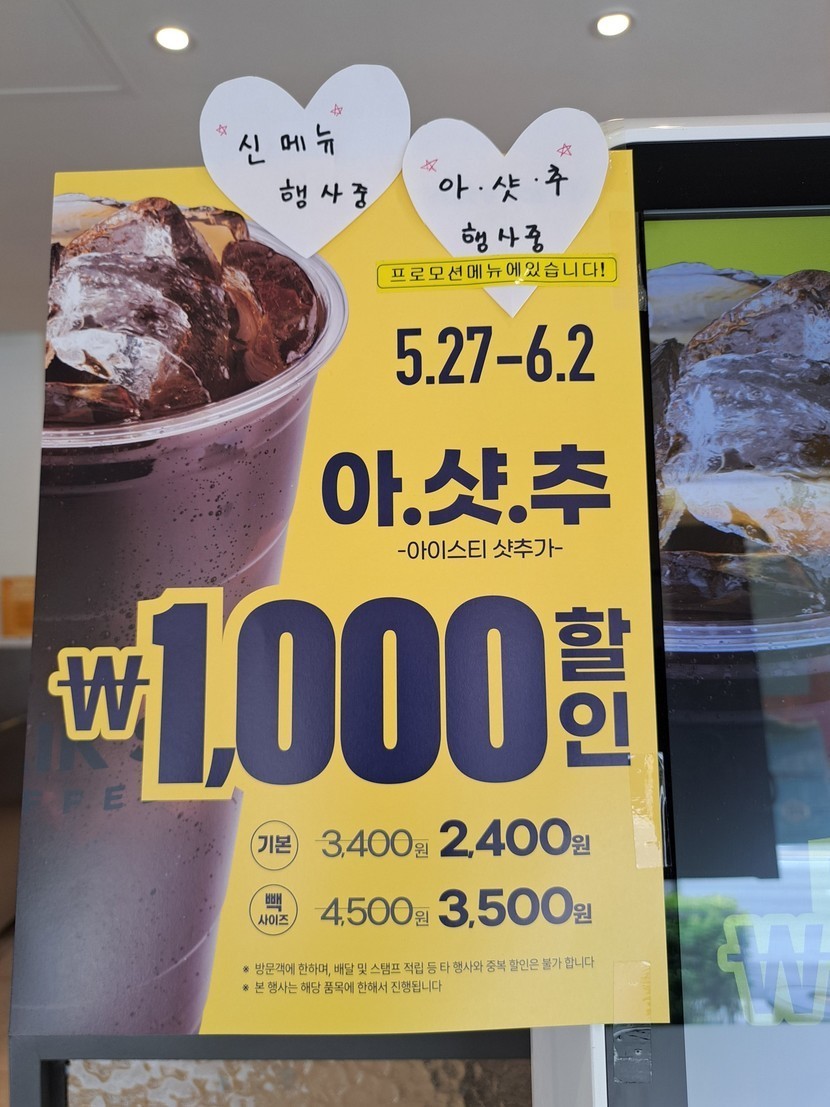 신메뉴
행사중
아·샷·추
행사중
프로모션메뉴에있습니다!
5.27-6.2
아.샷.추
-아이스티 샷추가-
₩1,000할인
기본 3,400원 2,400원
빽사이즈 4,500원 3,500원
※ 방문객에 한하며, 배달 및 스탬프 적립 등 타 행사와 중복 할인은 불가 합니다
※ 본 행사는 해당 품목에 한해서 진행됩니다
₩